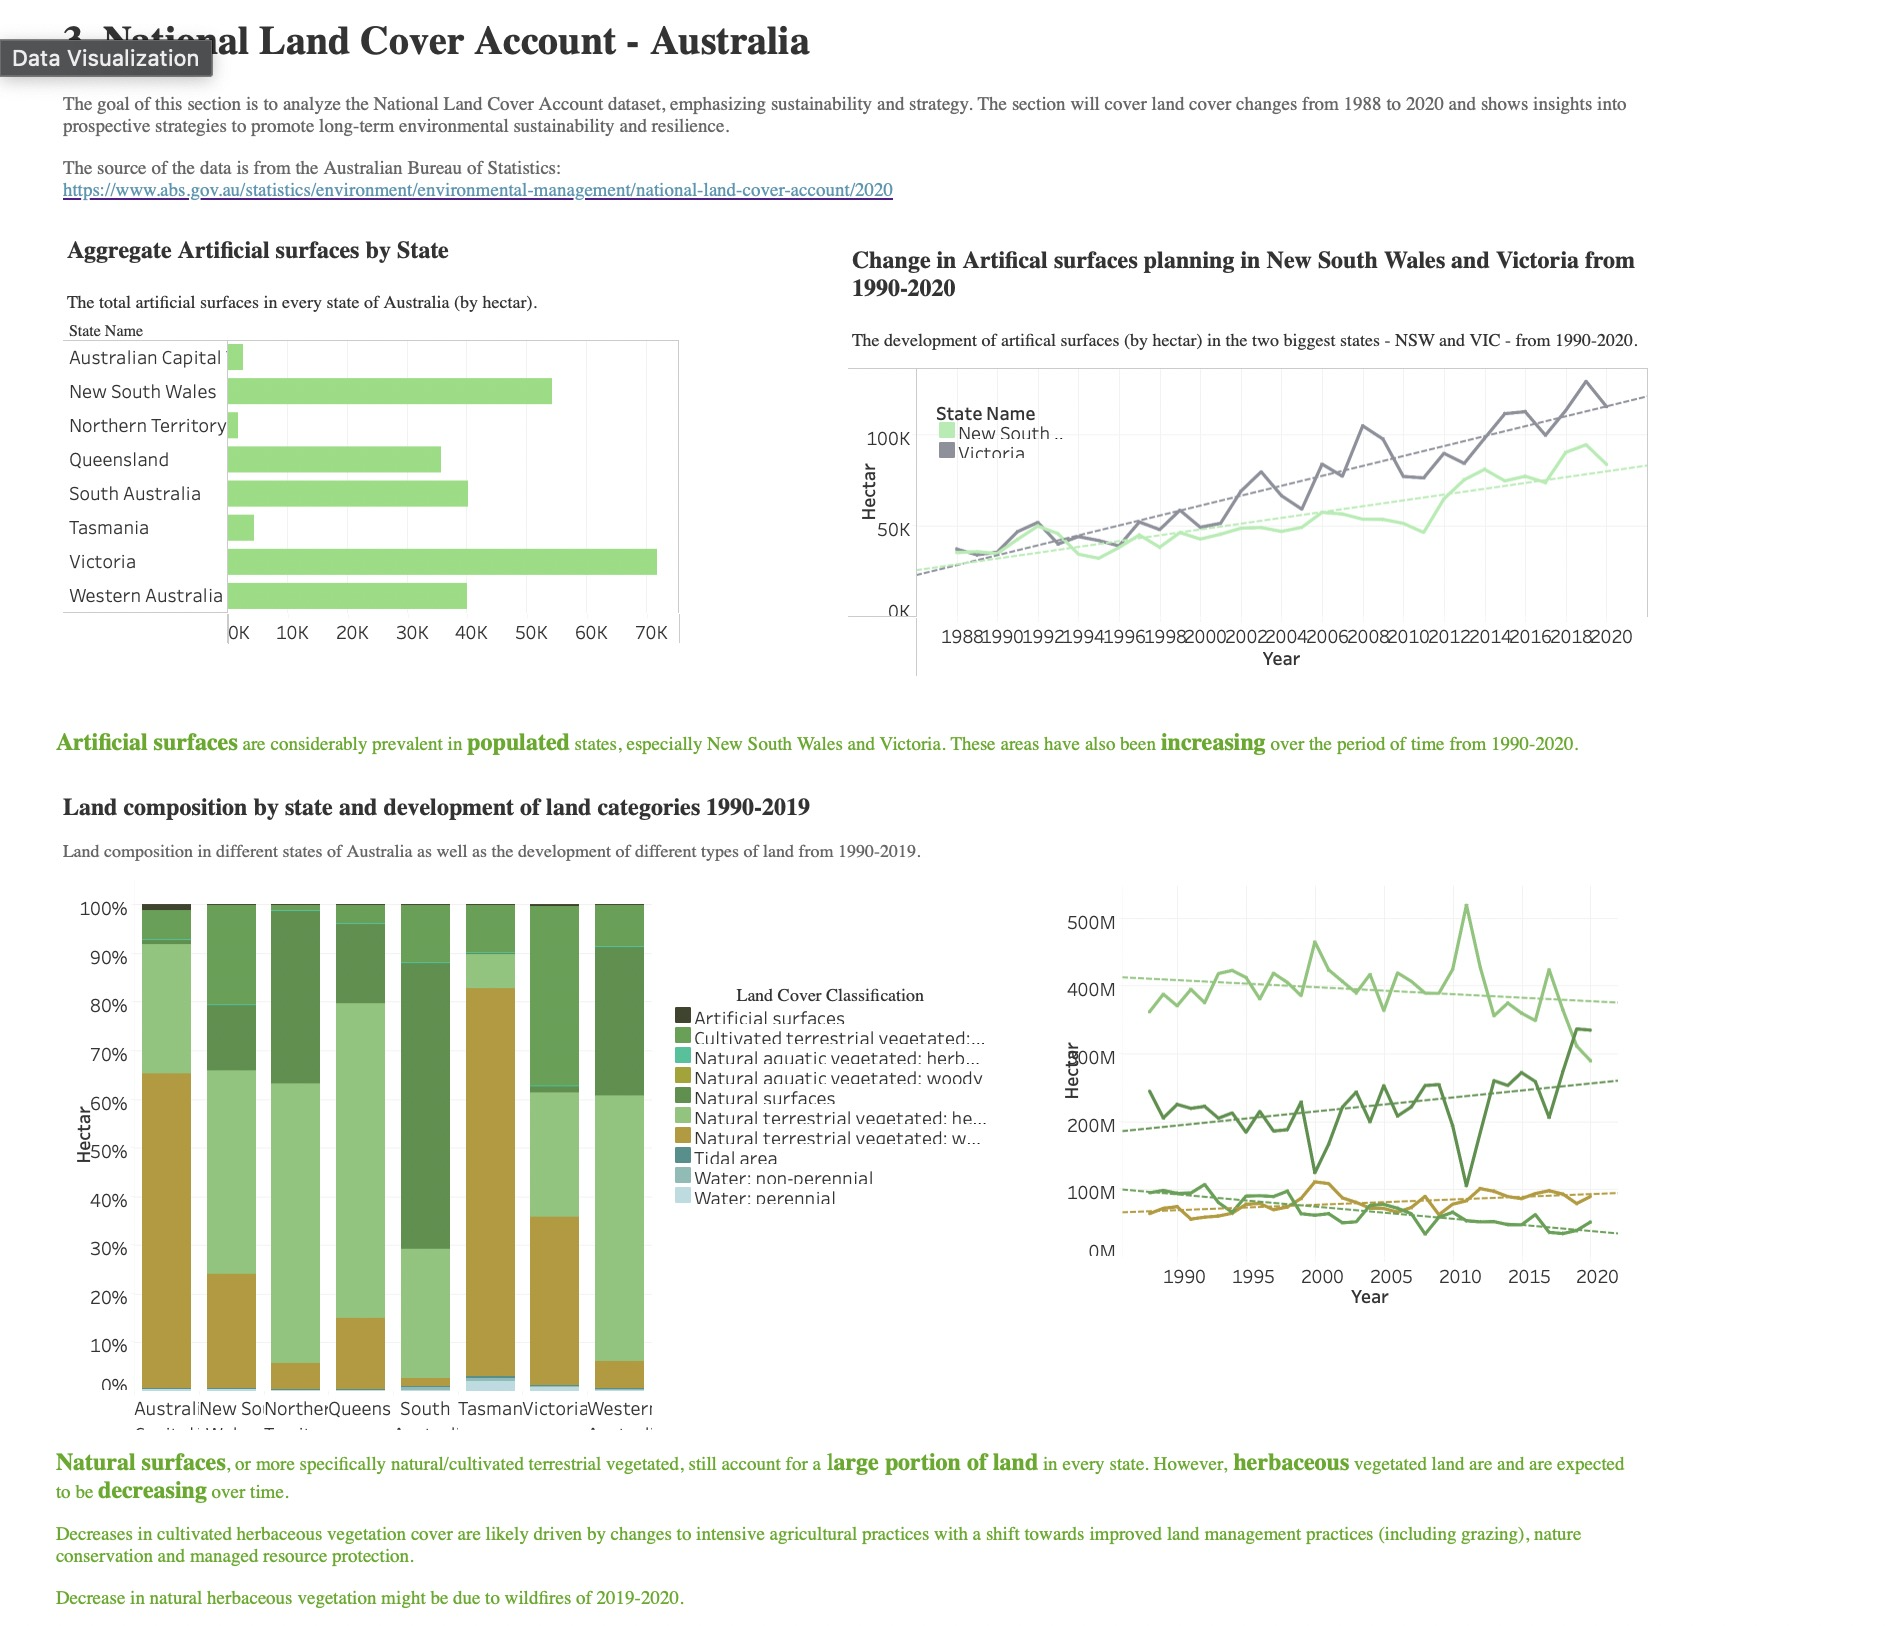 3. National Land Cover Account - Australia
Data Visualization
The goal of this section is to analyze the National Land Cover Account dataset, emphasizing sustainability and strategy. The section will cover land cover changes from 1988 to 2020 and shows insights into
prospective strategies to promote long-term environmental sustainability and resilience.
The source of the data is from the Australian Bureau of Statistics:
https://www.abs.gov.au/statistics/environment/environmental-management/national-land-cover-account/2020
Aggregate Artificial surfaces by State
The total artificial surfaces in every state of Australia (by hectar).
State Name
Australian Capital
New South Wales
Northern Territory
Queensland
South Australia
Tasmania
Victoria
Western Australia
0K 10K 20K 30K 40K 50K 60K 70K
Change in Artifical surfaces planning in New South Wales and Victoria from
1990-2020
The development of artifical surfaces (by hectar) in the two biggest states - NSW and VIC - from 1990-2020.
State Name
New South ..
Victoria
100K
50K
0K
Hectar
1988 1990 1992 1994 1996 1998 2000 2002 2004 2006 2008 2010 2012 2014 2016 2018 2020
Year
Artificial surfaces are considerably prevalent in populated states, especially New South Wales and Victoria. These areas have also been increasing over the period of time from 1990-2020.
Land composition by state and development of land categories 1990-2019
Land composition in different states of Australia as well as the development of different types of land from 1990-2019.
100%
90%
80%
70%
60%
50%
40%
30%
20%
10%
0%
Hectar
Australi New So Norther Queens South Tasman Victoria Western
Land Cover Classification
Artificial surfaces
Cultivated terrestrial vegetated:...
Natural aquatic vegetated: herb...
Natural aquatic vegetated: woody
Natural surfaces
Natural terrestrial vegetated: he...
Natural terrestrial vegetated: w...
Tidal area
Water: non-perennial
Water: perennial
500M
400M
300M
200M
100M
0M
Hectar
1990 1995 2000 2005 2010 2015 2020
Year
Natural surfaces, or more specifically natural/cultivated terrestrial vegetated, still account for a large portion of land in every state. However, herbaceous vegetated land are and are expected
to be decreasing over time.
Decreases in cultivated herbaceous vegetation cover are likely driven by changes to intensive agricultural practices with a shift towards improved land management practices (including grazing), nature
conservation and managed resource protection.
Decrease in natural herbaceous vegetation might be due to wildfires of 2019-2020.